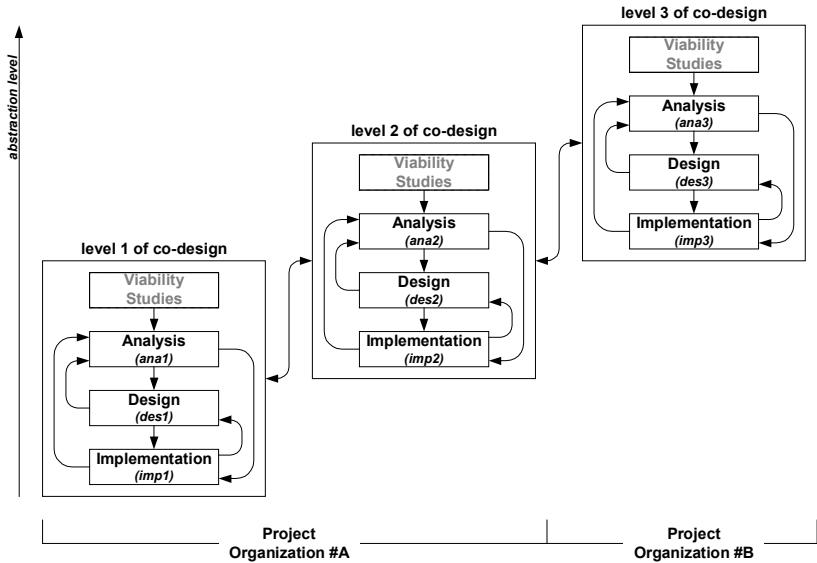 abstraction level
level 1 of co-design
Viability
Studies
Analysis
(ana1)
Design
(des1)
Implementation
(imp1)
level 2 of co-design
Viability
Studies
Analysis
(ana2)
Design
(des2)
Implementation
(imp2)
level 3 of co-design
Viability
Studies
Analysis
(ana3)
Design
(des3)
Implementation
(imp3)
Project
Organization #A
Project
Organization #B